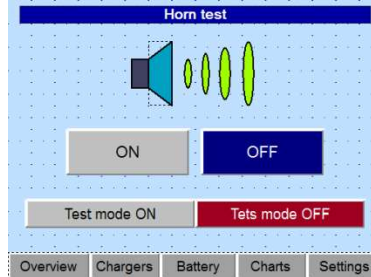 Horn test
ON OFF
Test mode ON Tets mode OFF
Overview Chargers Battery Charts Settings